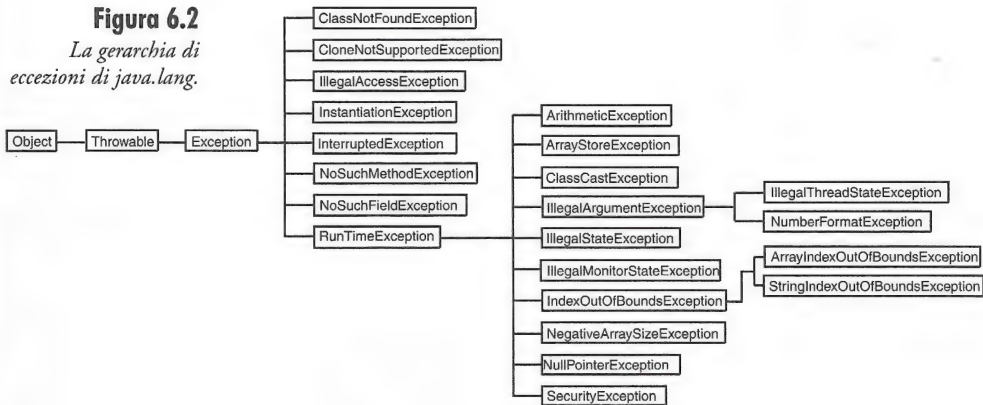 Figura 6.2
La gerarchia di
eccezioni di java.lang.
Object
Throwable
Exception
ClassNotFoundException
CloneNotSupportedException
IllegalAccessException
InstantiationException
InterruptedException
NoSuchMethodException
NoSuchFieldException
RunTimeException
ArithmeticException
ArrayStoreException
ClassCastException
IllegalArgumentException
IllegalStateException
IllegalMonitorStateException
IndexOutOfBoundsException
NegativeArraySizeException
NullPointerException
SecurityException
IllegalThreadStateException
NumberFormatException
ArrayIndexOutOfBoundsException
StringIndexOutOfBoundsException